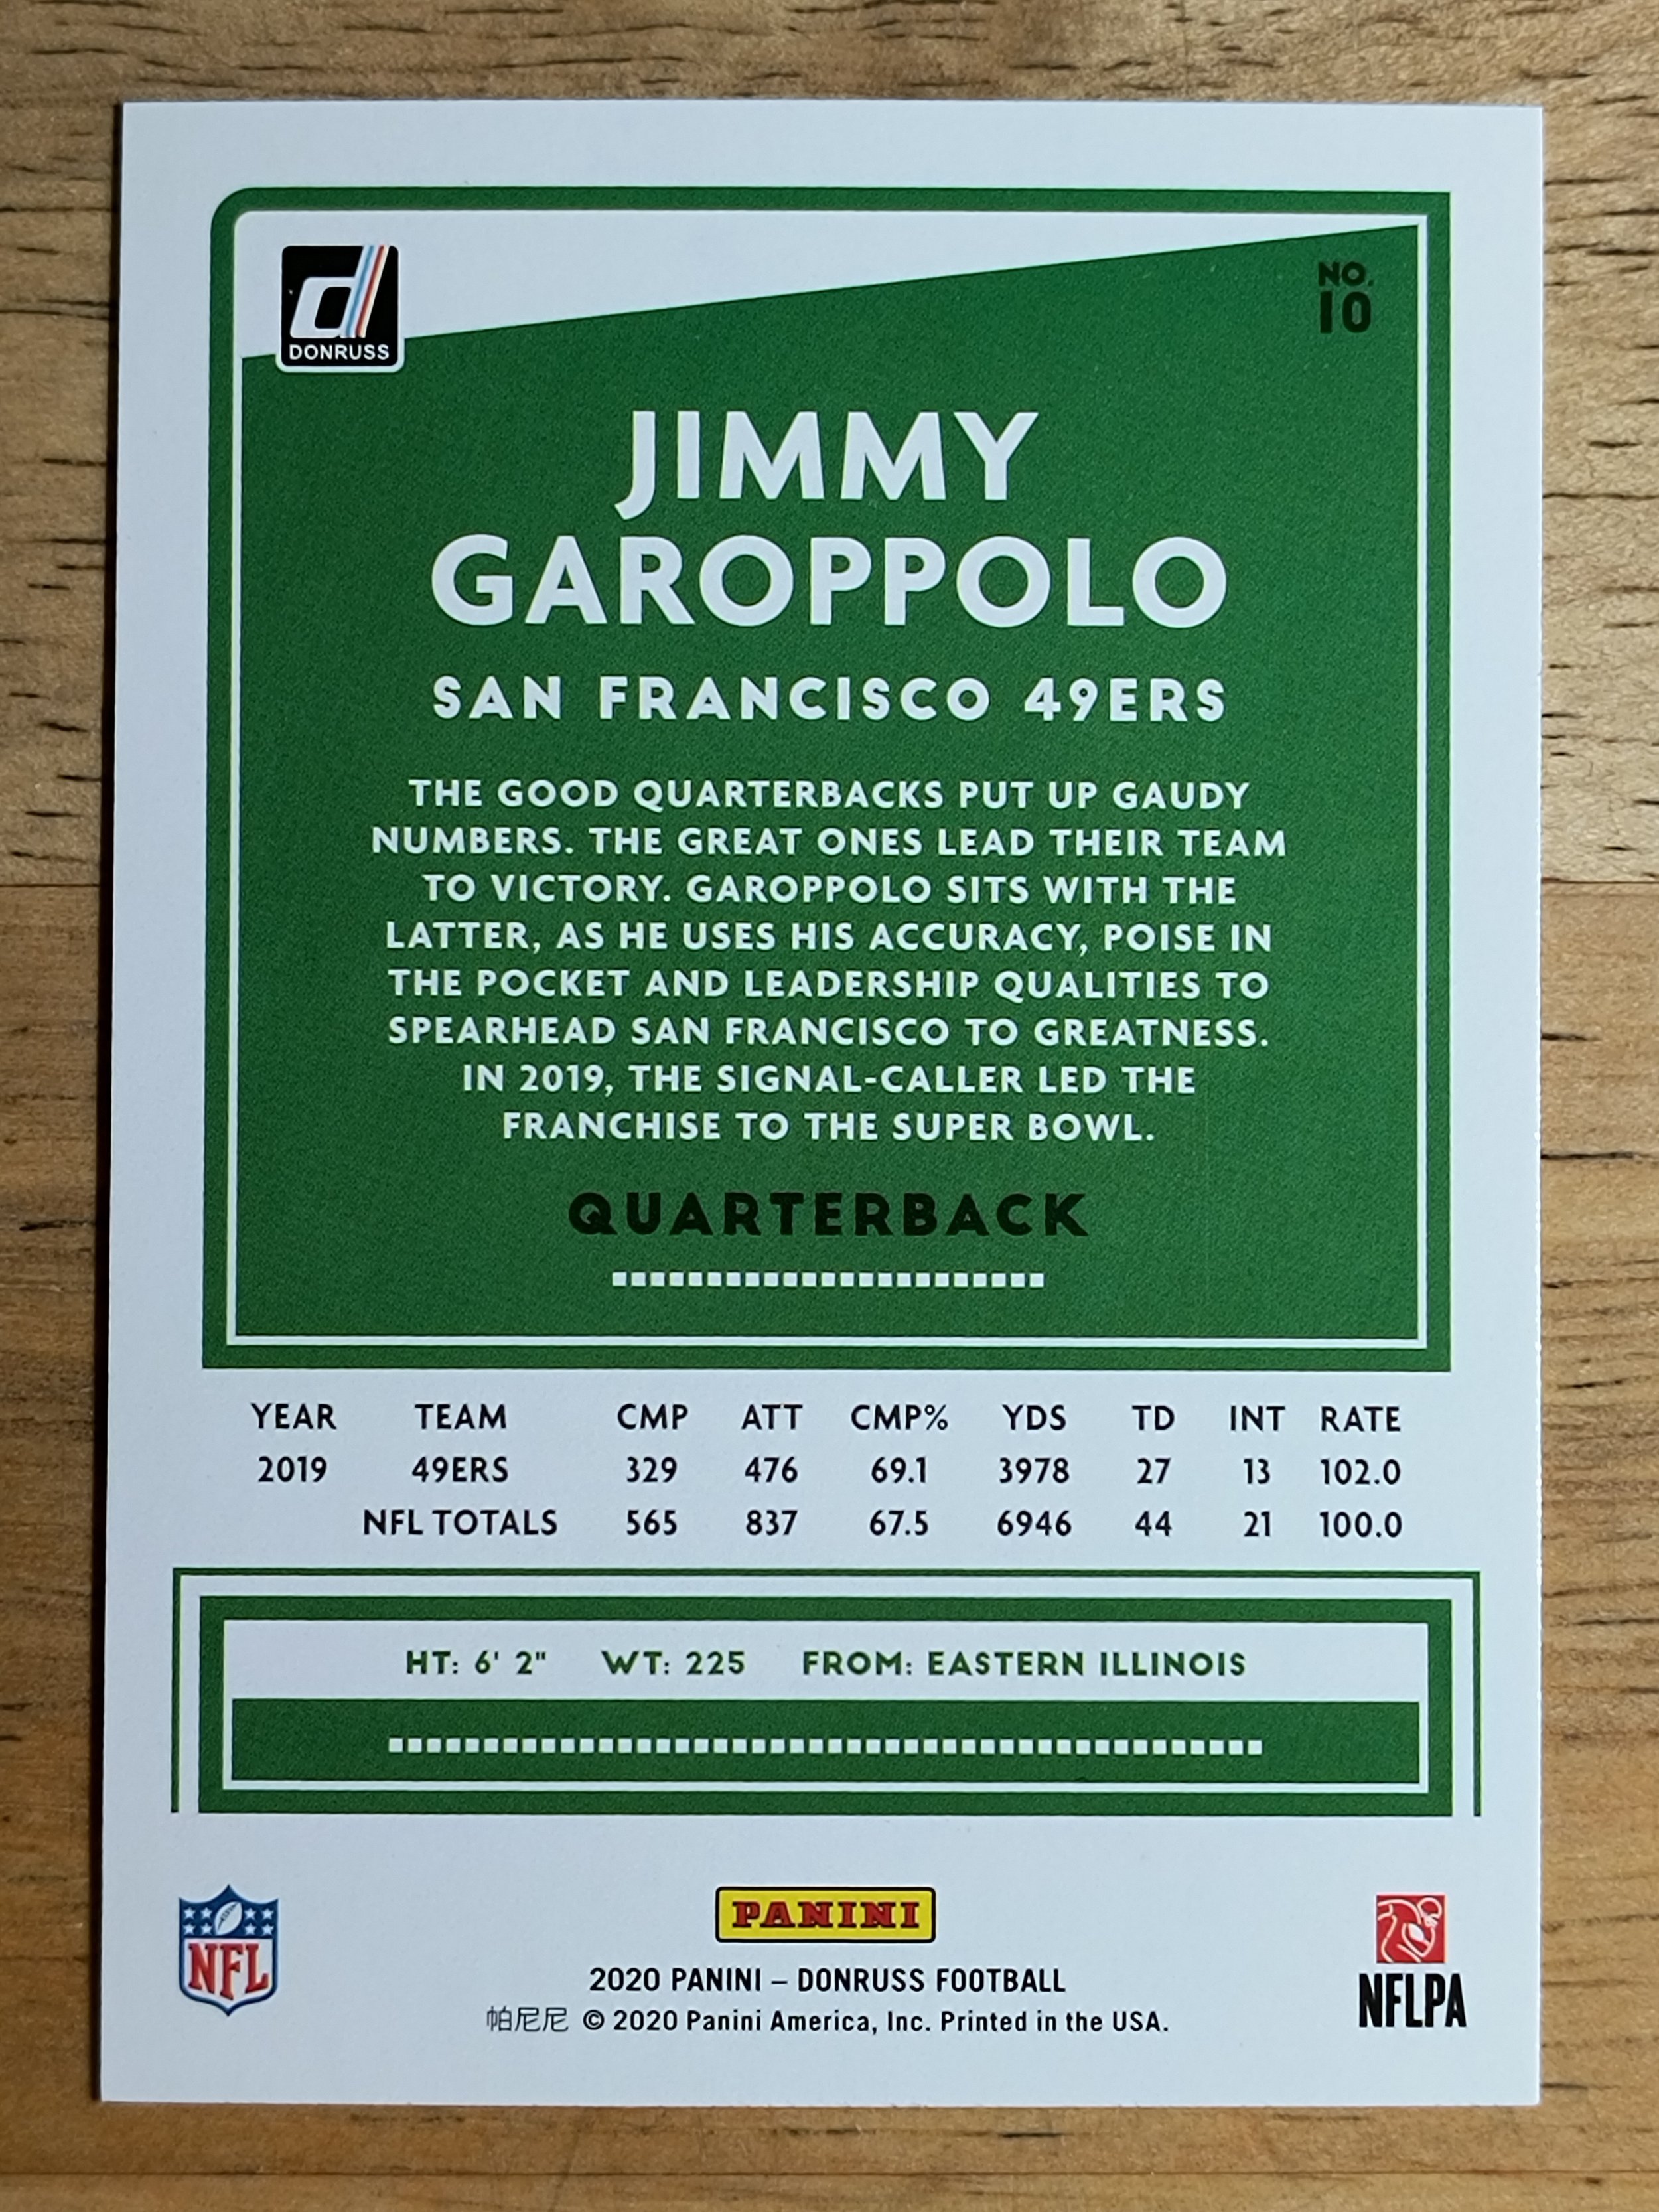 d
DONRUSS
NO.
10
JIMMY
GAROPPOLO
SAN FRANCISCO 49ERS
THE GOOD QUARTERBACKS PUT UP GAUDY
NUMBERS. THE GREAT ONES LEAD THEIR TEAM
TO VICTORY. GAROPPOLO SITS WITH THE
LATTER, AS HE USES HIS ACCURACY, POISE IN
THE POCKET AND LEADERSHIP QUALITIES TO
SPEARHEAD SAN FRANCISCO TO GREATNESS.
IN 2019, THE SIGNAL-CALLER LED THE
FRANCHISE TO THE SUPER BOWL.
QUARTERBACK
YEAR TEAM CMP ATT CMP% YDS TD INT RATE
2019 49ERS 329 476 69.1 3978 27 13 102.0
NFL TOTALS 565 837 67.5 6946 44 21 100.0
HT: 6' 2" WT: 225 FROM: EASTERN ILLINOIS
NFL
PANINI
2020 PANINI – DONRUSS FOOTBALL
帕尼尼 © 2020 Panini America, Inc. Printed in the USA.
NFLPA